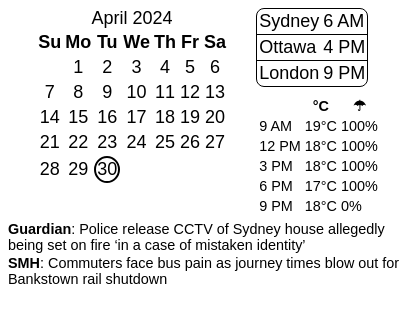 April 2024
Su Mo Tu We Th Fr Sa
1 2 3 4 5 6
7 8 9 10 11 12 13
14 15 16 17 18 19 20
21 22 23 24 25 26 27
28 29 30
Sydney 6 AM
Ottawa 4 PM
London 9 PM
°C ☂
9 AM 19°C 100%
12 PM 18°C 100%
3 PM 18°C 100%
6 PM 17°C 100%
9 PM 18°C 0%
Guardian: Police release CCTV of Sydney house allegedly
being set on fire ‘in a case of mistaken identity’
SMH: Commuters face bus pain as journey times blow out for
Bankstown rail shutdown